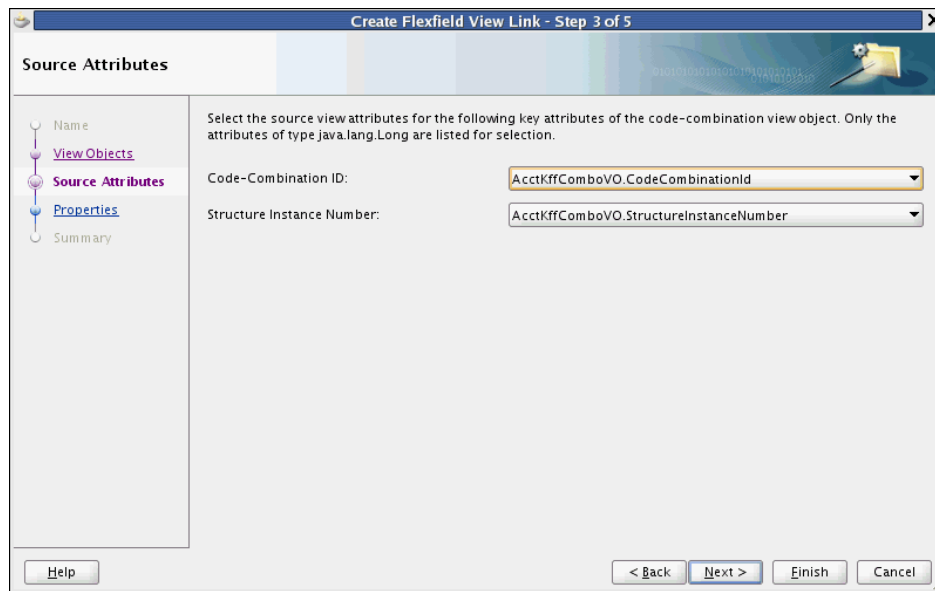 Create Flexfield View Link - Step 3 of 5
Source Attributes
Name
View Objects
Source Attributes
Properties
Summary
Select the source view attributes for the following key attributes of the code-combination view object. Only the
attributes of type java.lang.Long are listed for selection.
Code-Combination ID:
AcctKffComboVO.CodeCombinationId
Structure Instance Number:
AcctKffComboVO.StructureInstanceNumber
Help
< Back
Next >
Finish
Cancel